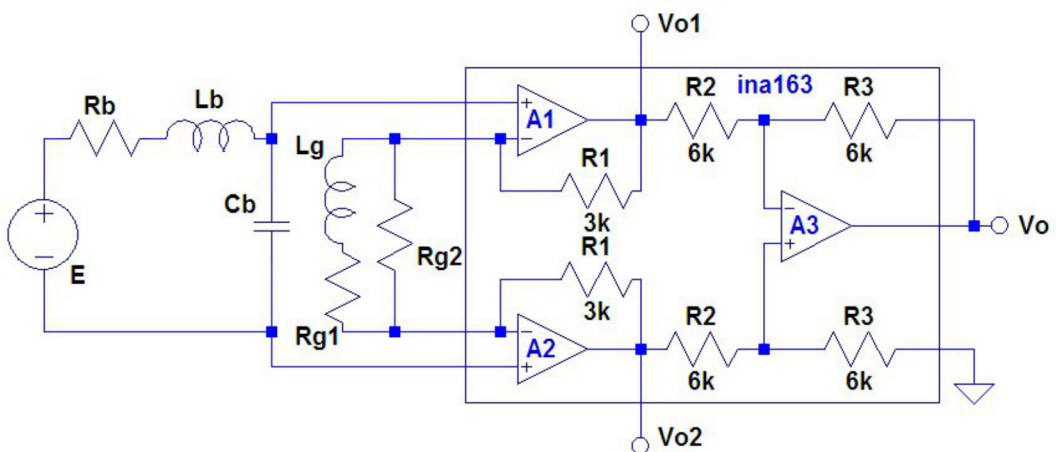 Vo1
R2
ina163
R3
Rb
Lb
+
A1
-
6k
6k
Lg
R1
3k
Cb
-
A3
+
Vo
+
-
E
Rg2
R1
3k
Rg1
-
A2
+
R2
R3
6k
6k
Vo2